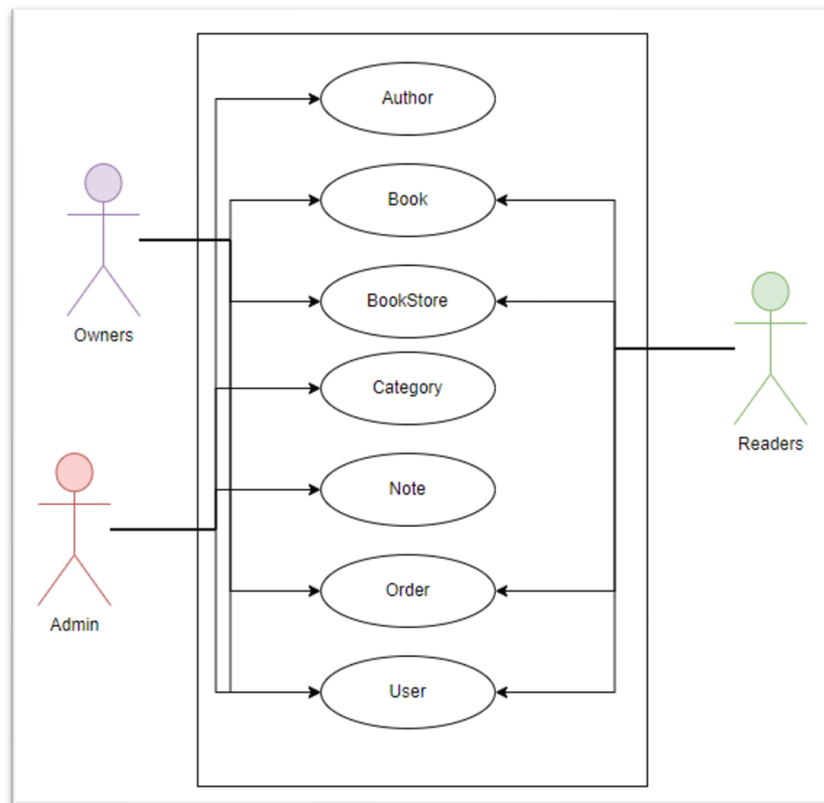 Author
Book
BookStore
Owners
Category
Readers
Note
Order
Admin
User